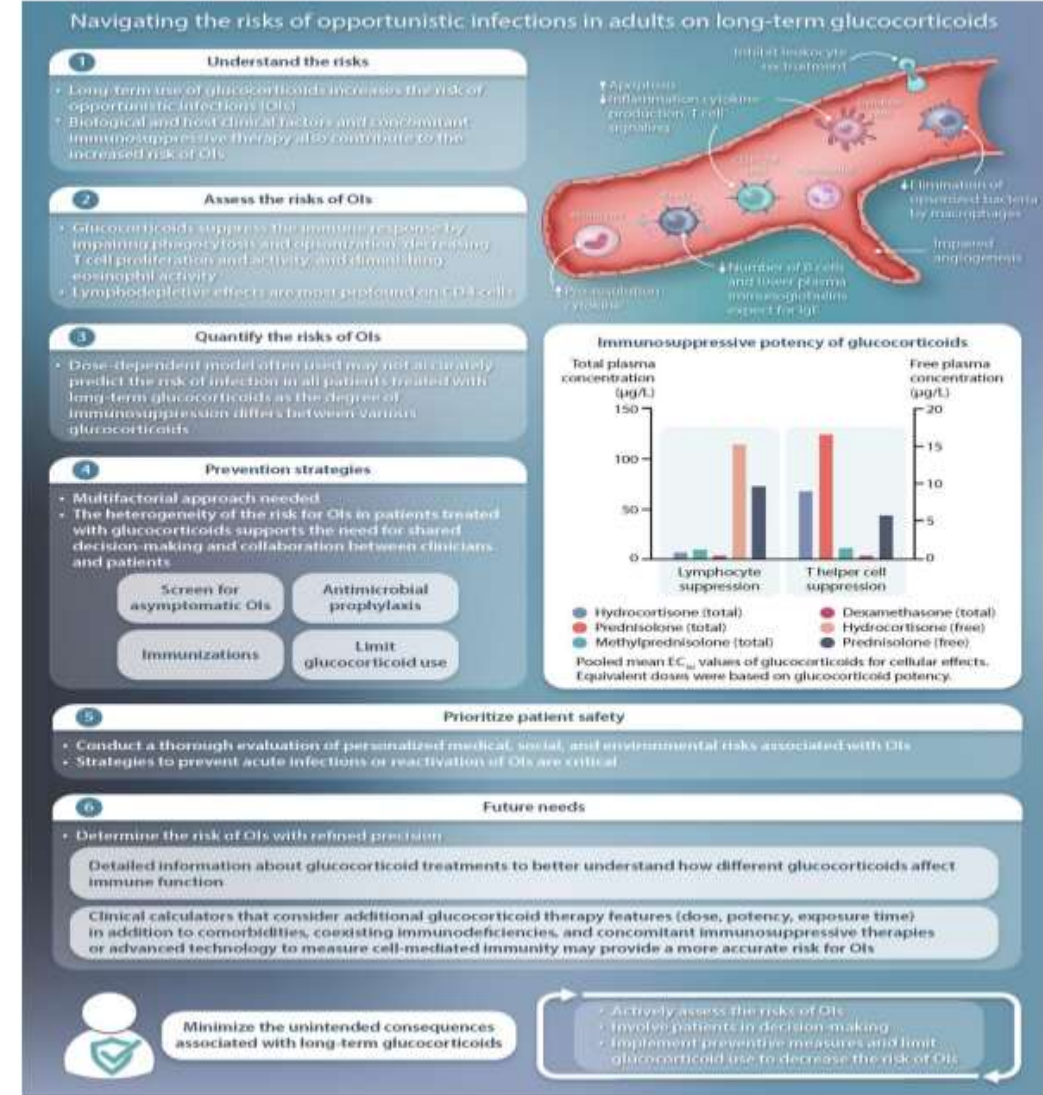 Navigating the risks of opportunistic infections in adults on long-term glucocorticoids
1
Understand the risks
• Long-term use of glucocorticoids increases the risk of
opportunistic infections (OIs)
• Biological and host clinical factors and concomitant
immunosuppressive therapy also contribute to the
increased risk of OIs
2
Assess the risks of OIs
• Glucocorticoids suppress the immune response by
impairing phagocytosis and opsonization, decreasing
T cell proliferation and activity, and diminishing
eosinophil activity
• Lymphodepletive effects are most profound on CD4 cells
3
Quantify the risks of OIs
• Dose-dependent model often used may not accurately
predict the risk of infection in all patients treated with
long-term glucocorticoids as the degree of
immunosuppression differs between various
glucocorticoids
4
Prevention strategies
• Multifactorial approach needed
• The heterogeneity of the risk for OIs in patients treated
with glucocorticoids supports the need for shared
decision-making and collaboration between clinicians
and patients
Screen for
asymptomatic OIs
Antimicrobial
prophylaxis
Immunizations
Limit
glucocorticoid use
Inhibit leukocyte
recruitment
↑ Apoptosis
↓ Inflammation cytokine
production, T cell
signaling
↓ Elimination of
opsonized bacteria
by macrophages
Impaired
angiogenesis
↓ Number of B cells
and lower plasma
immunoglobulins
expect for IgE
cytokine
Immunosuppressive potency of glucocorticoids
Total plasma
concentration
(µg/L)
Free plasma
concentration
(µg/L)
150
100
50
0
20
15
10
5
0
Lymphocyte
suppression
T helper cell
suppression
Hydrocortisone (total)
Prednisolone (total)
Methylprednisolone (total)
Dexamethasone (total)
Hydrocortisone (free)
Prednisolone (free)
Pooled mean EC50 values of glucocorticoids for cellular effects.
Equivalent doses were based on glucocorticoid potency.
5
Prioritize patient safety
• Conduct a thorough evaluation of personalized medical, social, and environmental risks associated with OIs
• Strategies to prevent acute infections or reactivation of OIs are critical
6
Future needs
• Determine the risk of OIs with refined precision
Detailed information about glucocorticoid treatments to better understand how different glucocorticoids affect
immune function
Clinical calculators that consider additional glucocorticoid therapy features (dose, potency, exposure time)
in addition to comorbidities, coexisting immunodeficiencies, and concomitant immunosuppressive therapies
or advanced technology to measure cell-mediated immunity may provide a more accurate risk for OIs
Minimize the unintended consequences
associated with long-term glucocorticoids
• Actively assess the risks of OIs
• Involve patients in decision-making
• Implement preventive measures and limit
glucocorticoid use to decrease the risk of OIs